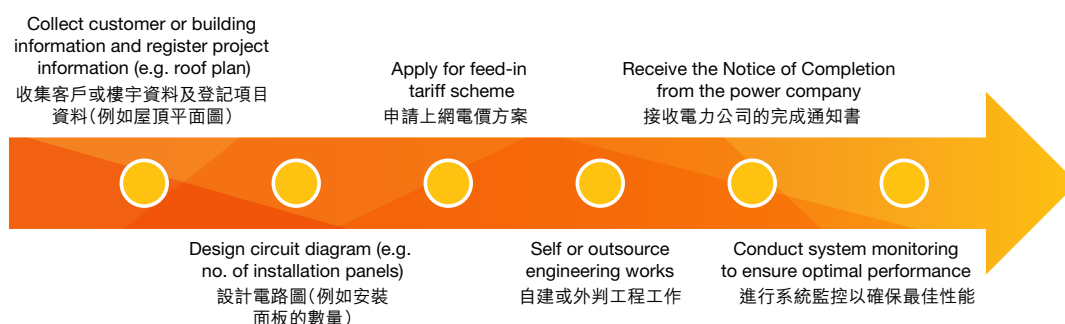 Collect customer or building
information and register project
information (e.g. roof plan)
收集客戶或樓宇資料及登記項目
資料(例如屋頂平面圖)
Design circuit diagram (e.g.
no. of installation panels)
設計電路圖(例如安裝
面板的數量)
Apply for feed-in
tariff scheme
申請上網電價方案
Self or outsource
engineering works
自建或外判工程工作
Receive the Notice of Completion
from the power company
接收電力公司的完成通知書
Conduct system monitoring
to ensure optimal performance
進行系統監控以確保最佳性能